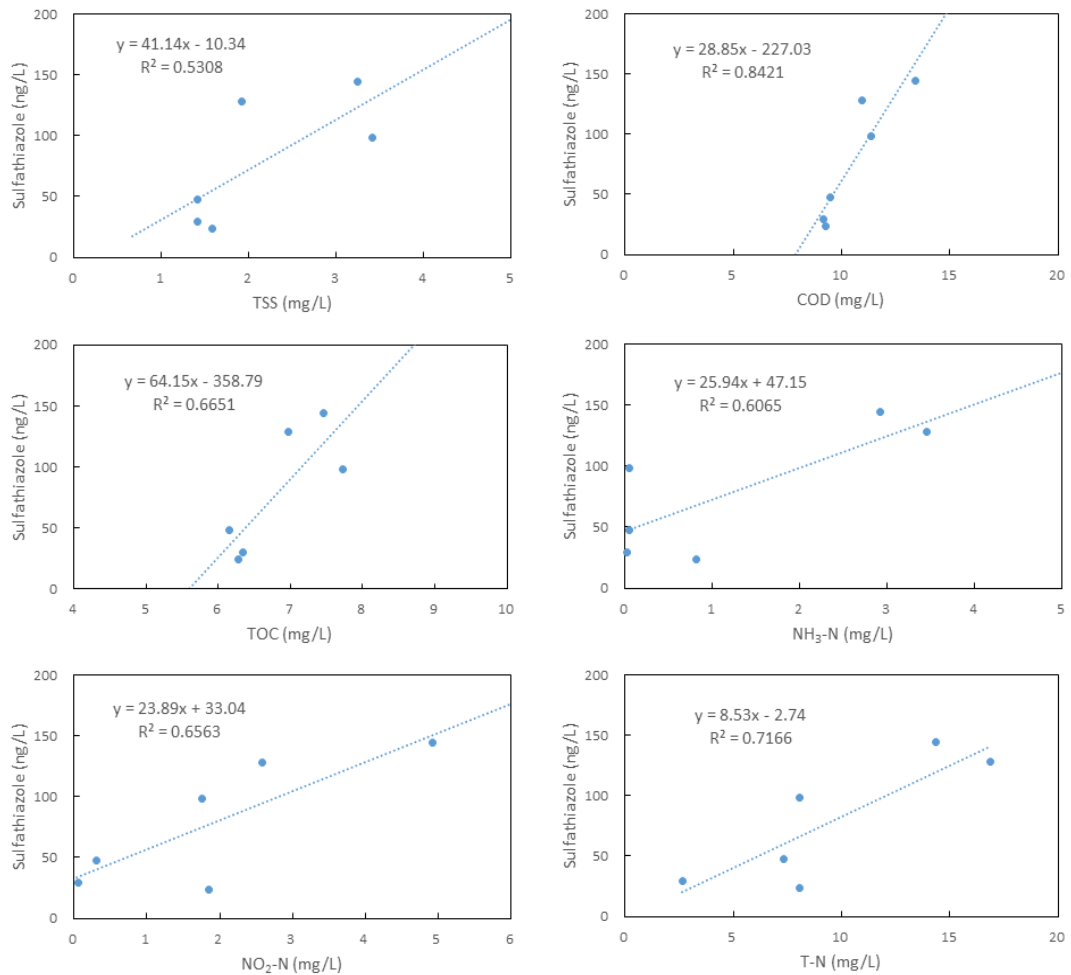 200
150
100
50
0
Sulfathiazole (ng/L)
y = 41.14x - 10.34
R² = 0.5308
0 1 2 3 4 5
TSS (mg/L)
200
150
100
50
0
Sulfathiazole (ng/L)
y = 28.85x - 227.03
R² = 0.8421
0 5 10 15 20
COD (mg/L)
200
150
100
50
0
Sulfathiazole (ng/L)
y = 64.15x - 358.79
R² = 0.6651
4 5 6 7 8 9 10
TOC (mg/L)
200
150
100
50
0
Sulfathiazole (ng/L)
y = 25.94x + 47.15
R² = 0.6065
0 1 2 3 4 5
NH₃-N (mg/L)
200
150
100
50
0
Sulfathiazole (ng/L)
y = 23.89x + 33.04
R² = 0.6563
0 1 2 3 4 5 6
NO₂-N (mg/L)
200
150
100
50
0
Sulfathiazole (ng/L)
y = 8.53x - 2.74
R² = 0.7166
0 5 10 15 20
T-N (mg/L)